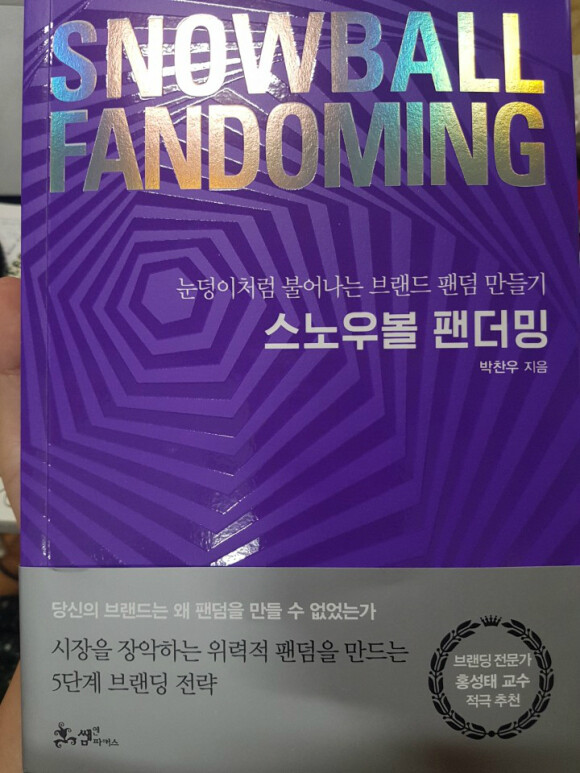 SNOWBALL
FANDOMING
눈덩이처럼 불어나는 브랜드 팬덤 만들기
스노우볼 팬더밍
박찬우 지음
당신의 브랜드는 왜 팬덤을 만들 수 없었는가
시장을 장악하는 위력적 팬덤을 만드는
5단계 브랜딩 전략
브랜딩 전문가
홍성태 교수
적극 추천
쌤앤파커스